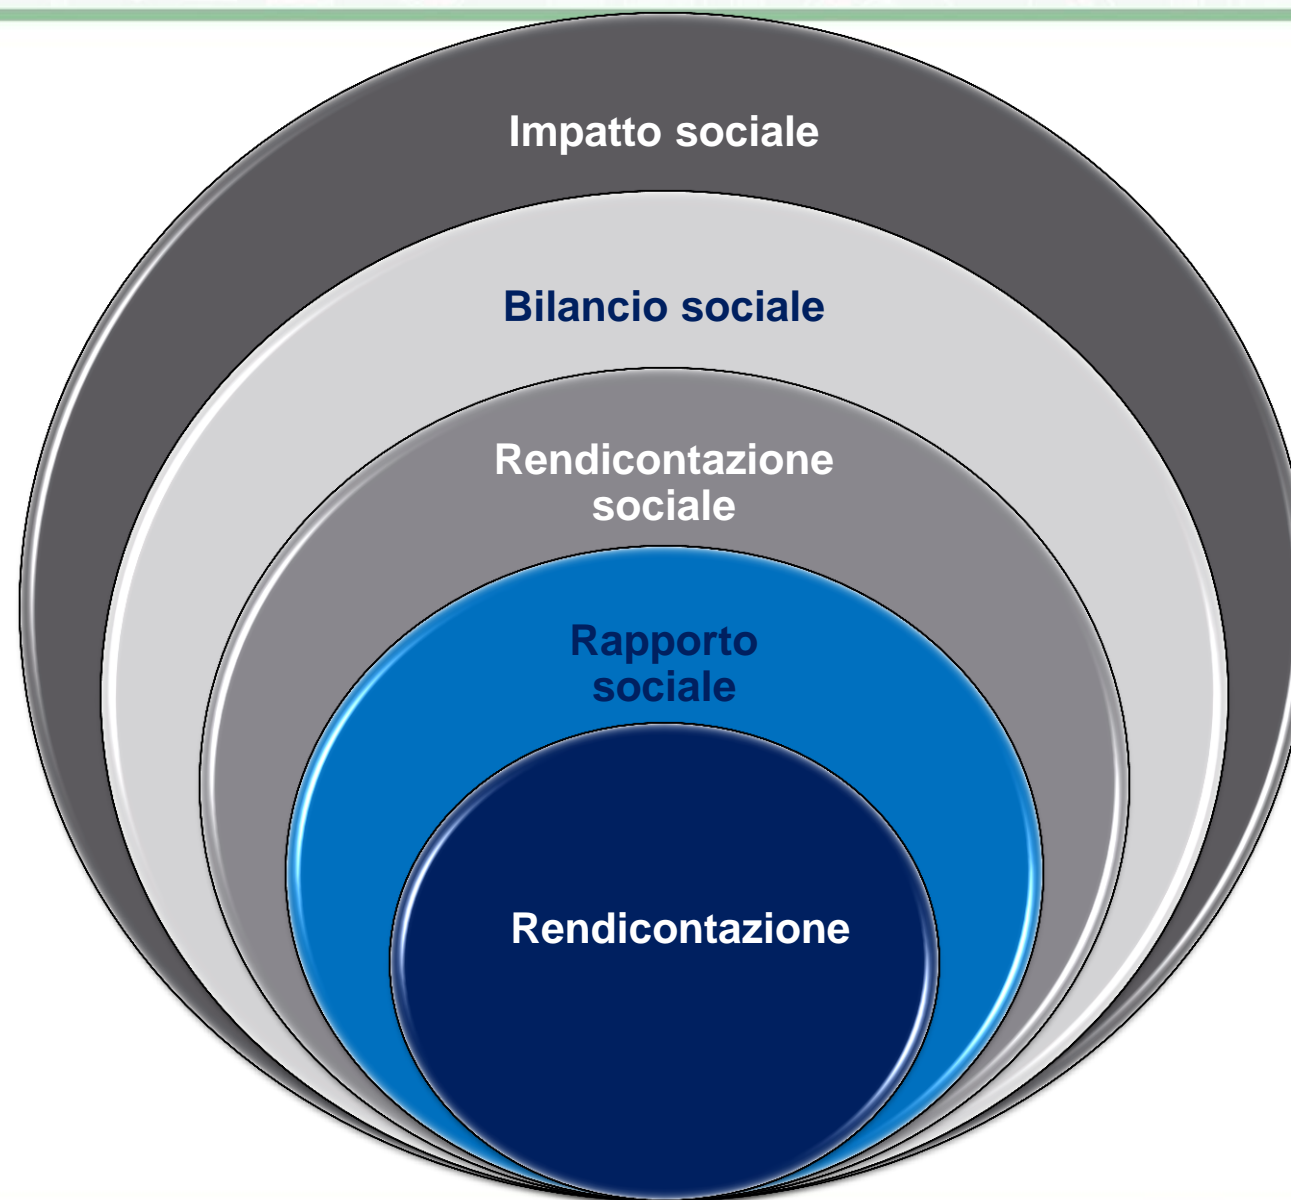 Impatto sociale
Bilancio sociale
Rendicontazione
sociale
Rapporto
sociale
Rendicontazione